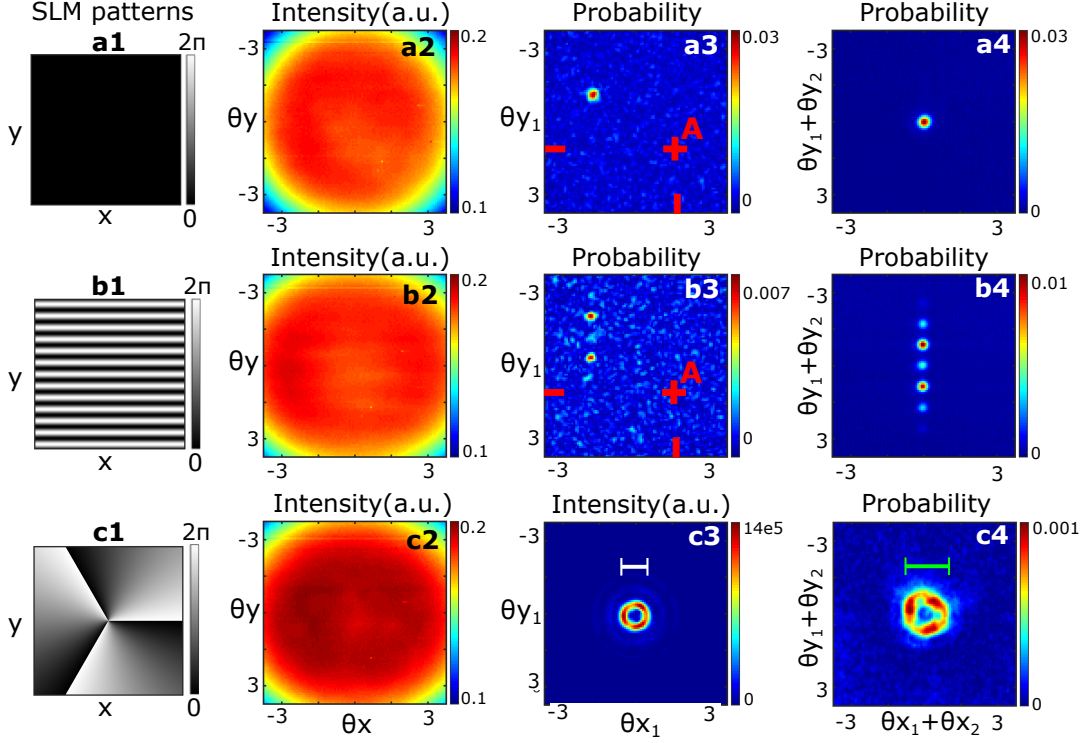 SLM patterns
a1
2π
y
x
0
Intensity(a.u.)
a2
-3
θy
3
-3
3
0.2
0.1
Probability
a3
-3
θy1
3
-3
3
A
0.03
0
Probability
a4
θy1+θy2
-3
3
-3
3
0.03
0
b1
2π
y
x
0
Intensity(a.u.)
b2
-3
θy
3
-3
3
0.2
0.1
Probability
b3
-3
θy1
3
-3
3
A
0.007
0
Probability
b4
θy1+θy2
-3
3
-3
3
0.01
0
c1
2π
y
x
0
Intensity(a.u.)
c2
-3
θy
3
-3
θx
3
0.2
0.1
Intensity(a.u.)
c3
-3
θy1
3
θx1
14e5
0
Probability
c4
θy1+θy2
-3
3
-3
θx1+θx2
3
0.001
0